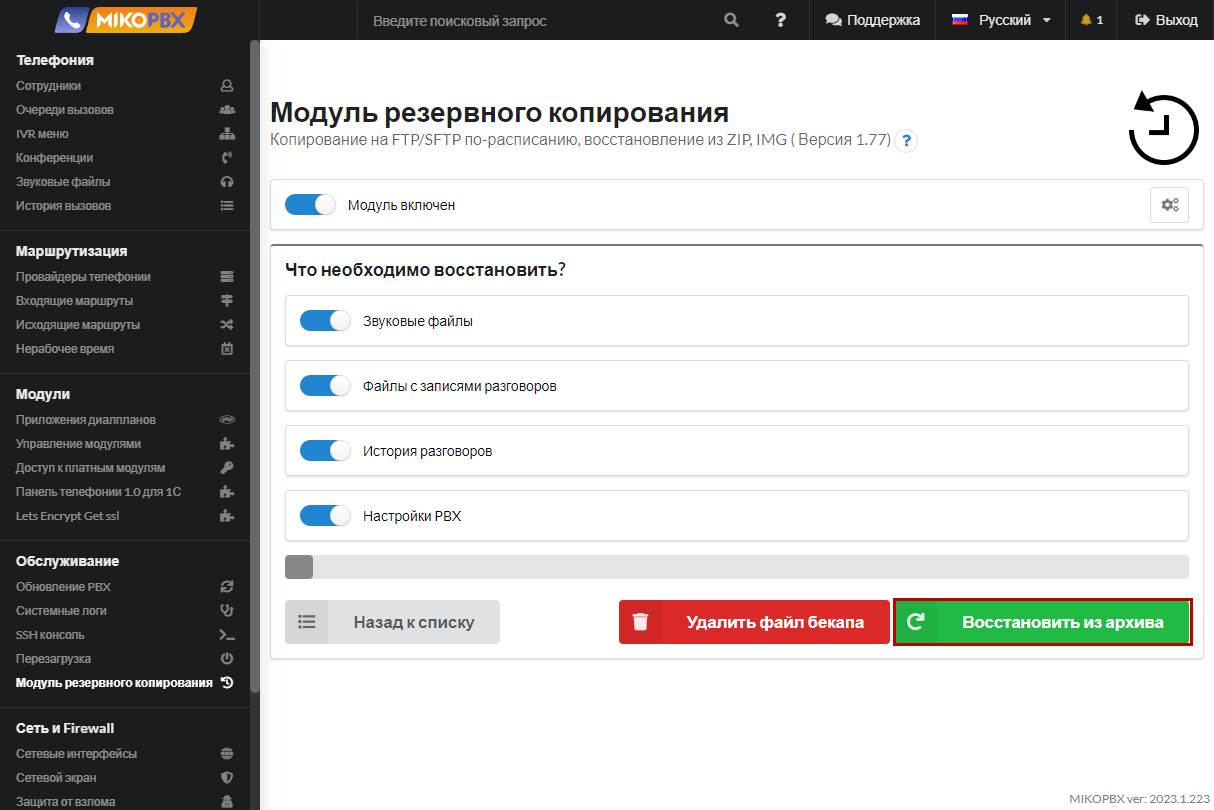 MIKOPBX
Введите поисковый запрос
?
Поддержка
Русский
1
Выход
Телефония
Сотрудники
Очереди вызовов
IVR меню
Конференции
Звуковые файлы
История вызовов
Маршрутизация
Провайдеры телефонии
Входящие маршруты
Исходящие маршруты
Нерабочее время
Модули
Приложения диалпланов
Управление модулями
Доступ к платным модулям
Панель телефонии 1.0 для 1С
Lets Encrypt Get ssl
Обслуживание
Обновление PBX
Системные логи
SSH консоль
Перезагрузка
Модуль резервного копирования
Сеть и Firewall
Сетевые интерфейсы
Сетевой экран
Защита от взлома
Модуль резервного копирования
Копирование на FTP/SFTP по-расписанию, восстановление из ZIP, IMG ( Версия 1.77) ?
Модуль включен
Что необходимо восстановить?
Звуковые файлы
Файлы с записями разговоров
История разговоров
Настройки PBX
Назад к списку
Удалить файл бекапа
Восстановить из архива
MIKOPBX ver: 2023.1.223